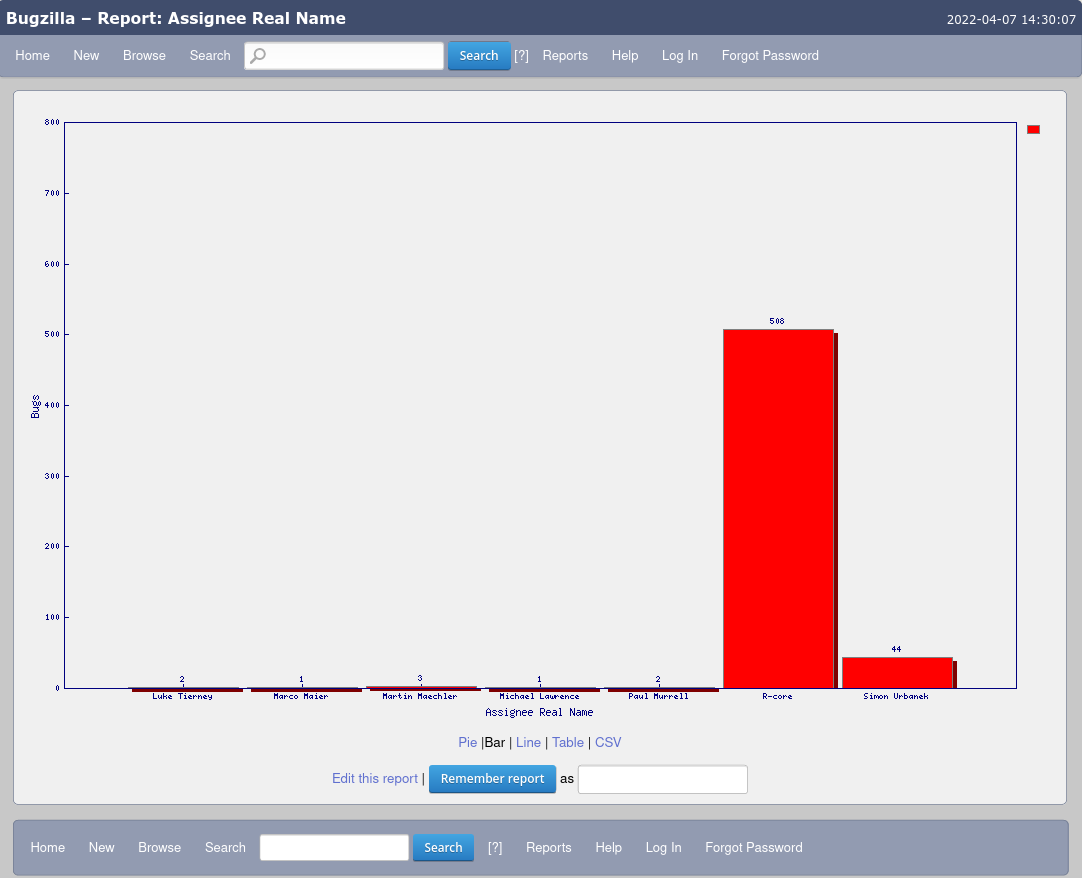 Bugzilla – Report: Assignee Real Name
2022-04-07 14:30:07
Home New Browse Search Search [?] Reports Help Log In Forgot Password
800
700
600
500
400
300
200
100
0
Bugs
2 1 3 1 2 508 44
Luke Tierney Marco Maier Martin Maechler Michael Lawrence Paul Murrell R-core Simon Urbanek
Assignee Real Name
Pie |Bar | Line | Table | CSV
Edit this report | Remember report as
Home New Browse Search Search [?] Reports Help Log In Forgot Password